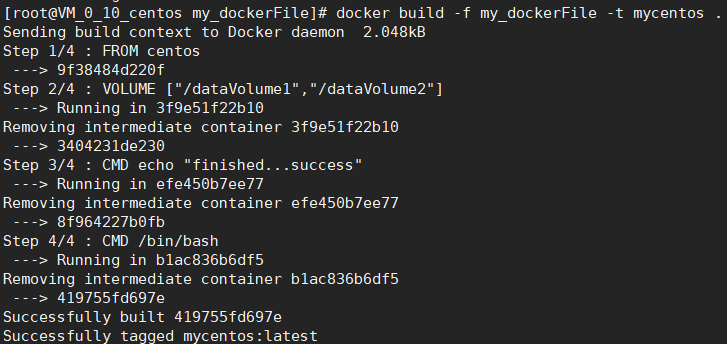 [root@VM_0_10_centos my_dockerFile]# docker build -f my_dockerFile -t mycentos .
Sending build context to Docker daemon  2.048kB
Step 1/4 : FROM centos
 ---> 9f38484d220f
Step 2/4 : VOLUME ["/dataVolume1","/dataVolume2"]
 ---> Running in 3f9e51f22b10
Removing intermediate container 3f9e51f22b10
 ---> 3404231de230
Step 3/4 : CMD echo "finished...success"
 ---> Running in efe450b7ee77
Removing intermediate container efe450b7ee77
 ---> 8f964227b0fb
Step 4/4 : CMD /bin/bash
 ---> Running in b1ac836b6df5
Removing intermediate container b1ac836b6df5
 ---> 419755fd697e
Successfully built 419755fd697e
Successfully tagged mycentos:latest